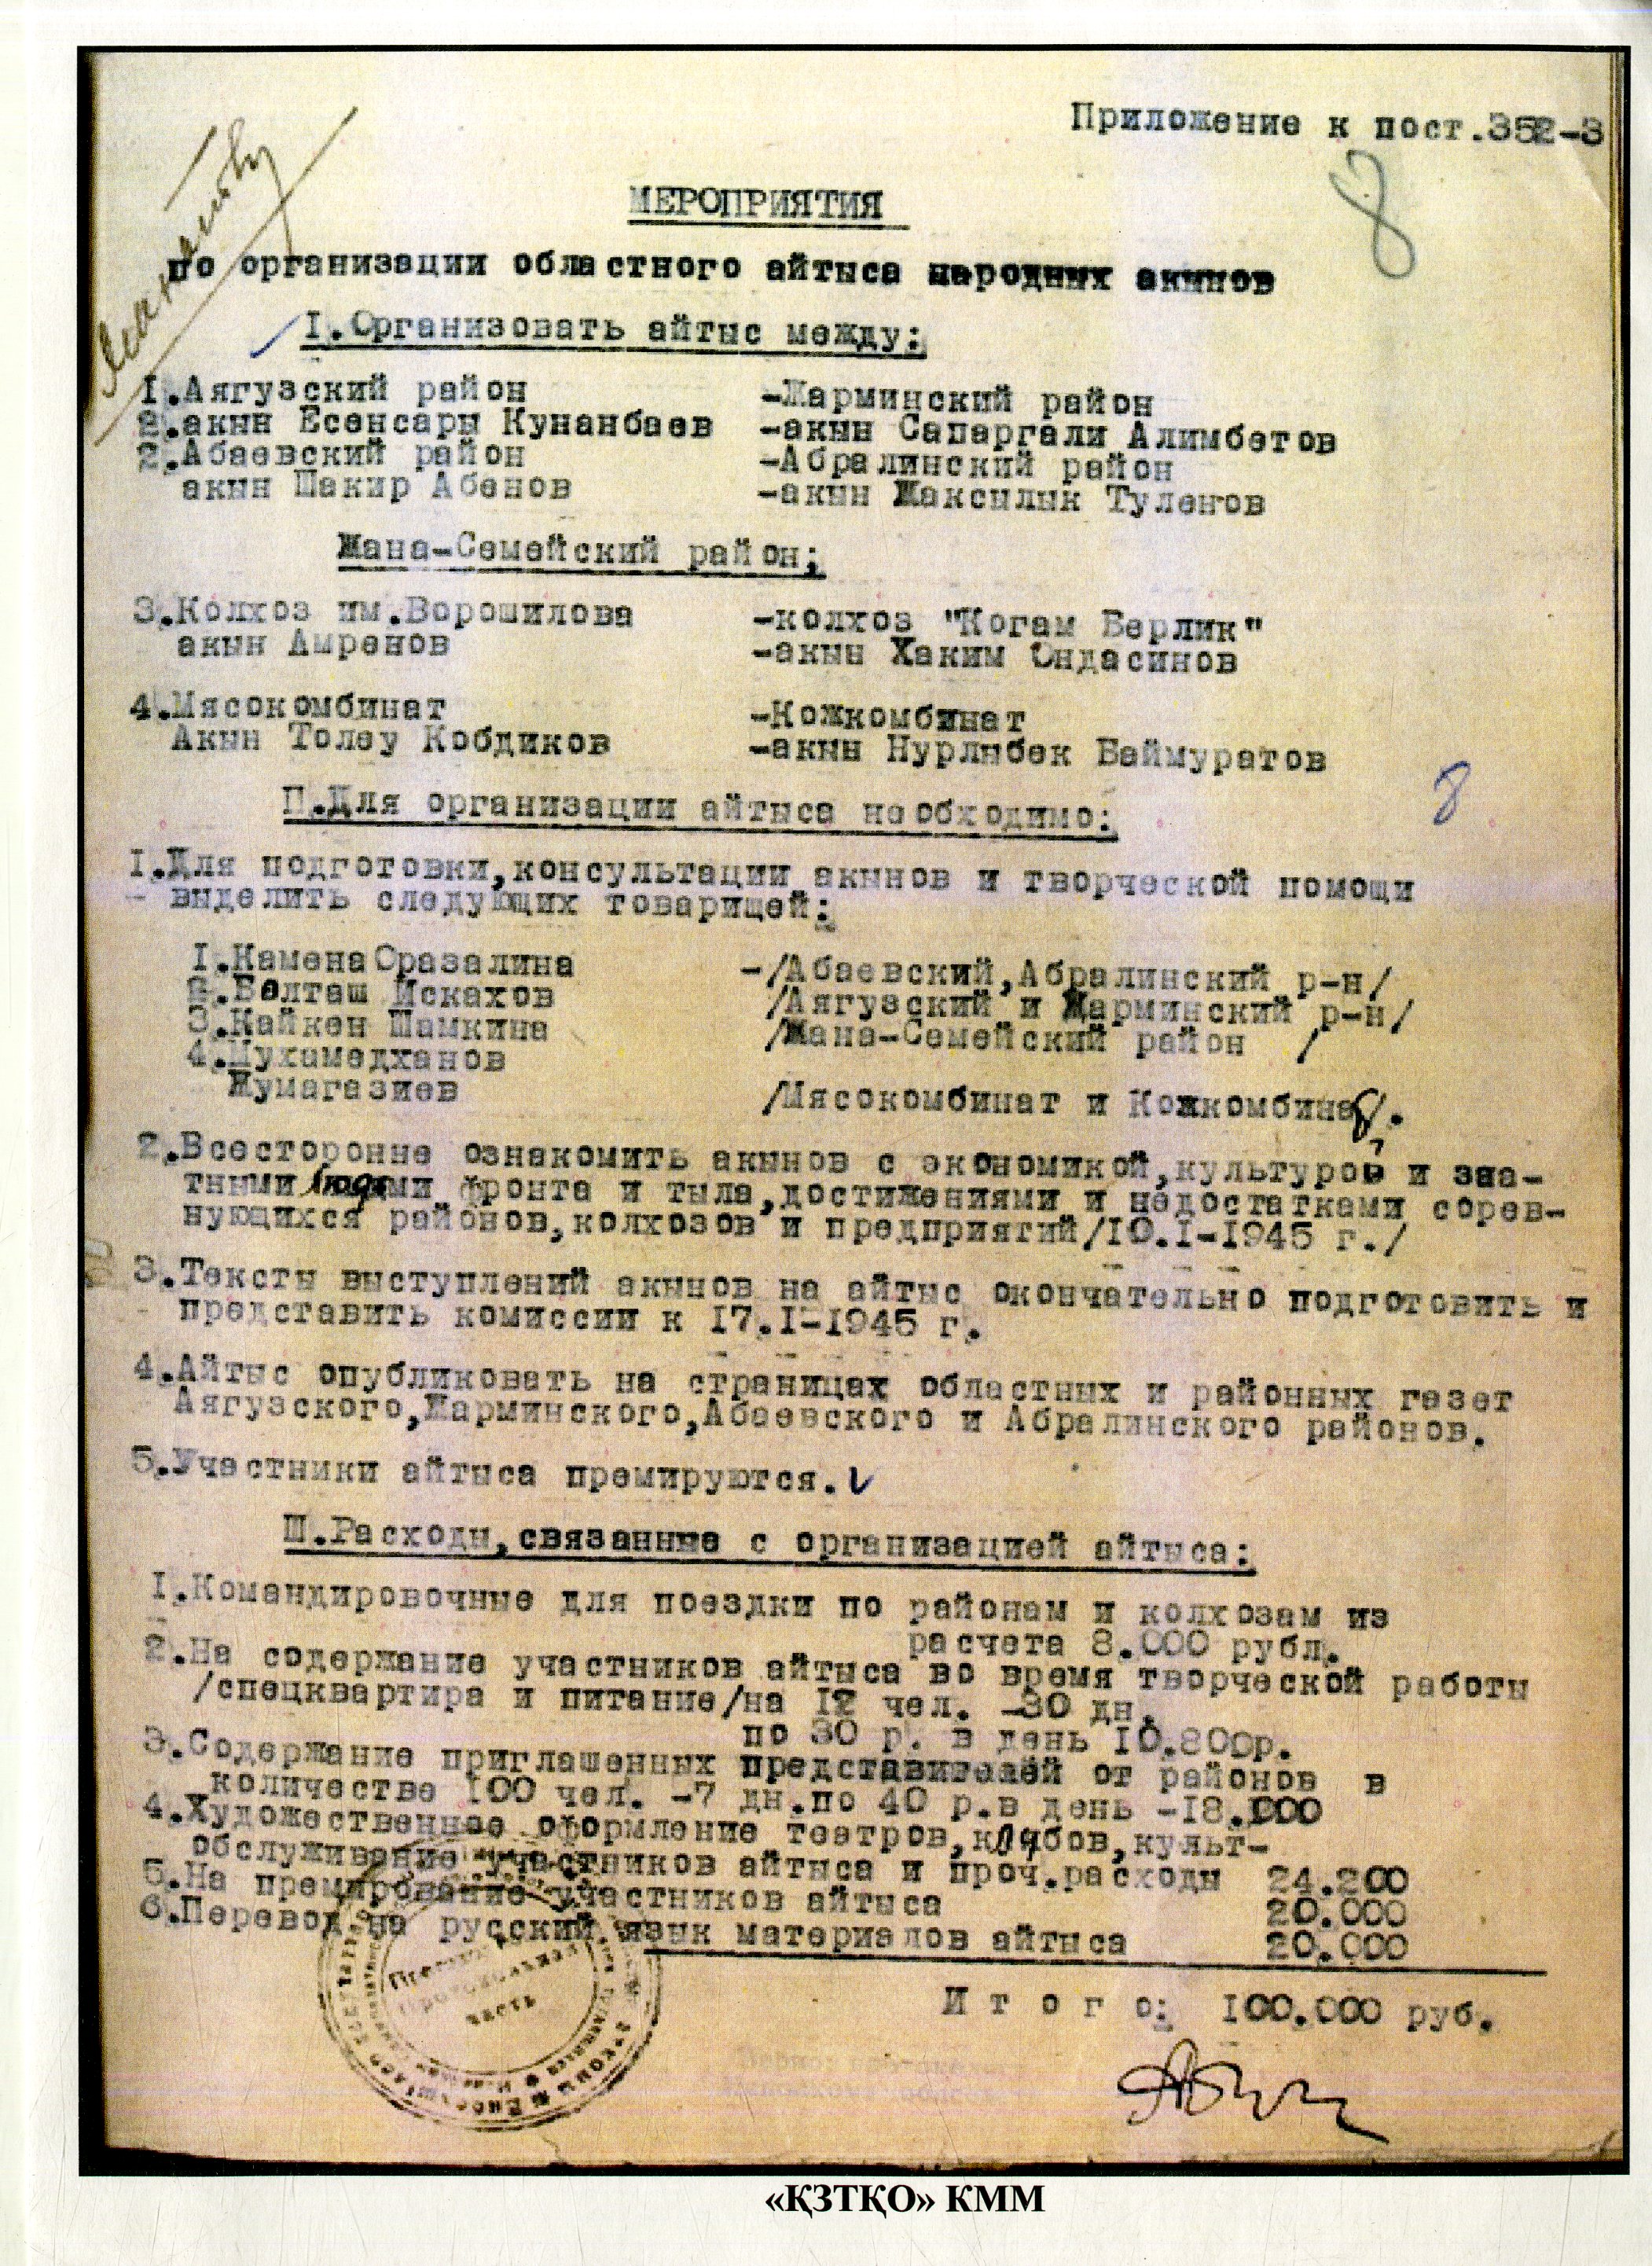 Приложение к пост.352-3
8
МЕРОПРИЯТИЯ
по организации областного айтыса народных акынов
I.Организовать айтыс между:
1.Аягузский район -Жарминский район
2.акын Есенсары Кунанбаев -акын Сапаргали Алимбетов
2.Абаевский район -Абралинский район
акын Шакир Абенов -акын Жаксылык Туленов
Жана-Семейский район;
3.Колхоз им.Ворошилова -колхоз "Когам Берлик"
акын Амренов -акын Хаким Ондасинов
4.Мясокомбинат -Кожкомбинат
Акын Толеу Кобдиков -акын Нурлыбек Баймуратов
8
П.Для организации айтыса необходимо:
I.Для подготовки,консультации акынов и творческой помощи
выделить следующих товарищей:
1.Камена Оразалина -/Абаевский,Абралинский р-н/
2.Балташ Искахов /Аягузский и Жарминский р-н/
3.Кайкен Шамкина /Жана-Семейский район /
4.Мухамедханов
Жумагазиев /Мясокомбинат и Кожкомбинат/.
2.Всесторонне ознакомить акынов с экономикой,культурой и зна-
тными людьми фронта и тыла,достижениями и недостатками сорев-
нующихся районов,колхозов и предприятий/10.I-1945 г./
3.Тексты выступлений акынов на айтыс окончательно подготовить и
представить комиссии к 17.I-1945 г.
4.Айтыс опубликовать на страницах областных и районных газет
Аягузского,Жарминского,Абаевского и Абралинского районов.
5.Участники айтыса премируются.
Ш.Расходы,связанные с организацией айтыса:
1.Командировочные для поездки по районам и колхозам из
расчета 8.000 рубл.
2.На содержание участников айтыса во время творческой работы
/спецквартира и питание/на 12 чел. -30 дн.
по 30 р. в день 10.800р.
3.Содержание приглашенных представителей от районов в
количестве 100 чел. -7 дн.по 40 р.в день -18.000
4.Художественное оформление театров,клубов,культ-
обслуживание участников айтыса и проч.расходы 24.200
5.На премирование участников айтыса 20.000
6.Перевод на русский язык материалов айтыса 20.000
Итого: 100.000 руб.
часть
«ҚЗТҚО» КММ